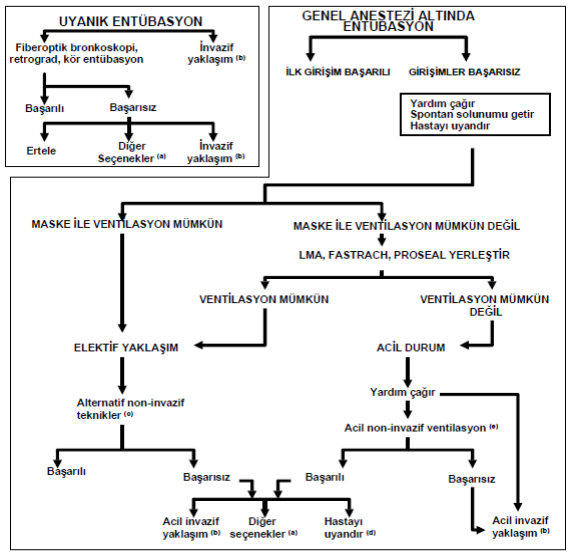 UYANIK ENTÜBASYON
Fiberoptik bronkoskopi,
retrograd, kör entübasyon
İnvazif
yaklaşım (b)
Başarılı
Başarısız
Ertele
Diğer
Seçenekler (a)
İnvazif
yaklaşım (b)
GENEL ANESTEZİ ALTINDA
ENTÜBASYON
İLK GİRİŞİM BAŞARILI
GİRİŞİMLER BAŞARISIZ
Yardım çağır
Spontan solunumu getir
Hastayı uyandır
MASKE İLE VENTİLASYON MÜMKÜN
MASKE İLE VENTİLASYON MÜMKÜN DEĞİL
LMA, FASTRACH, PROSEAL YERLEŞTİR
VENTİLASYON MÜMKÜN
VENTİLASYON MÜMKÜN
DEĞİL
ELEKTİF YAKLAŞIM
ACİL DURUM
Alternatif non-invazif
teknikler (c)
Yardım çağır
Acil non-invazif ventilasyon (e)
Başarılı
Başarısız
Başarılı
Başarısız
Acil invazif
yaklaşım (b)
Diğer
seçenekler (a)
Hastayı
uyandır (d)
Acil invazif
yaklaşım (b)